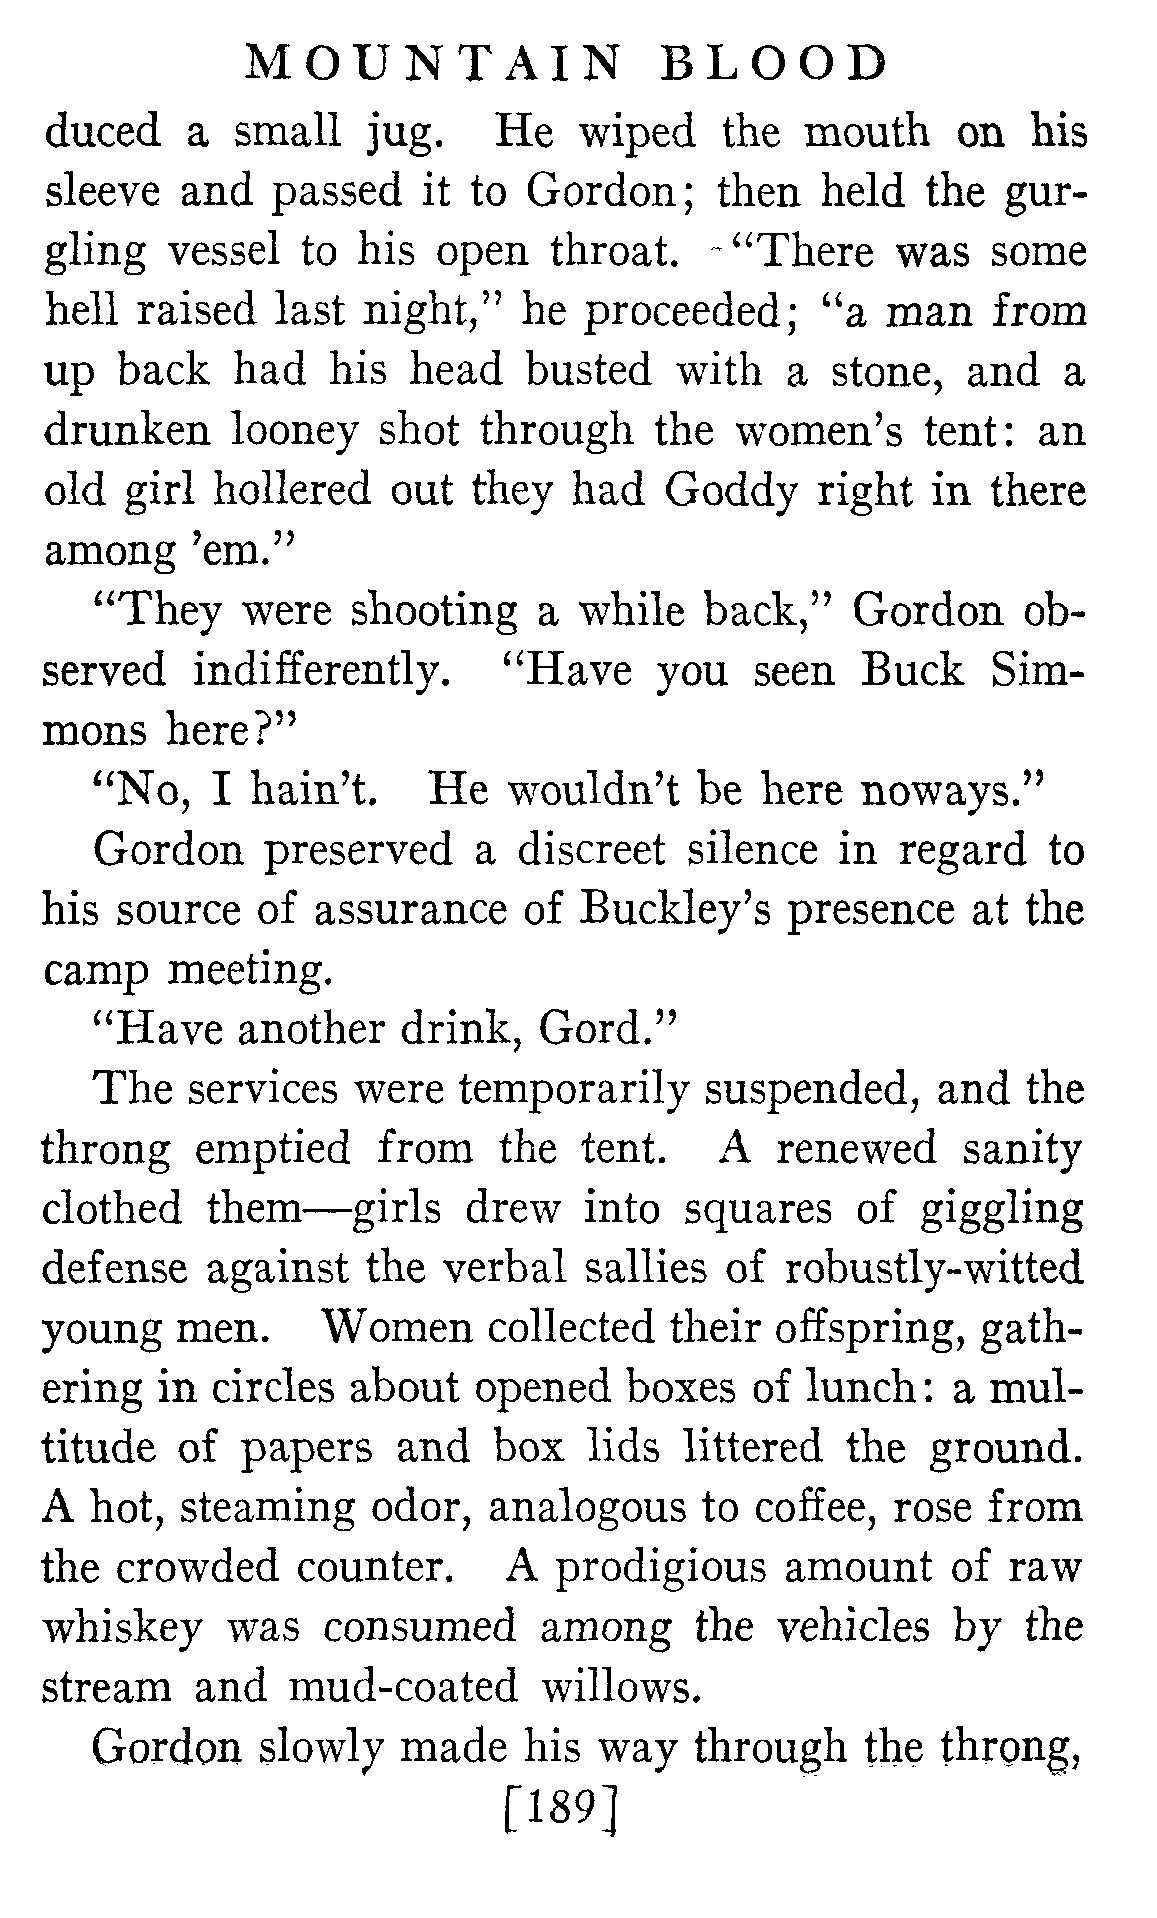 MOUNTAIN BLOOD
duced a small jug. He wiped the mouth on his
sleeve and passed it to Gordon; then held the gur-
gling vessel to his open throat. "There was some
hell raised last night," he proceeded; "a man from
up back had his head busted with a stone, and a
drunken looney shot through the women's tent: an
old girl hollered out they had Goddy right in there
among 'em."
"They were shooting a while back," Gordon ob-
served indifferently. "Have you seen Buck Sim-
mons here?"
"No, I hain't. He wouldn't be here noways."
Gordon preserved a discreet silence in regard to
his source of assurance of Buckley's presence at the
camp meeting.
"Have another drink, Gord."
The services were temporarily suspended, and the
throng emptied from the tent. A renewed sanity
clothed them—girls drew into squares of giggling
defense against the verbal sallies of robustly-witted
young men. Women collected their offspring, gath-
ering in circles about opened boxes of lunch: a mul-
titude of papers and box lids littered the ground.
A hot, steaming odor, analogous to coffee, rose from
the crowded counter. A prodigious amount of raw
whiskey was consumed among the vehicles by the
stream and mud-coated willows.
Gordon slowly made his way through the throng,
[189]